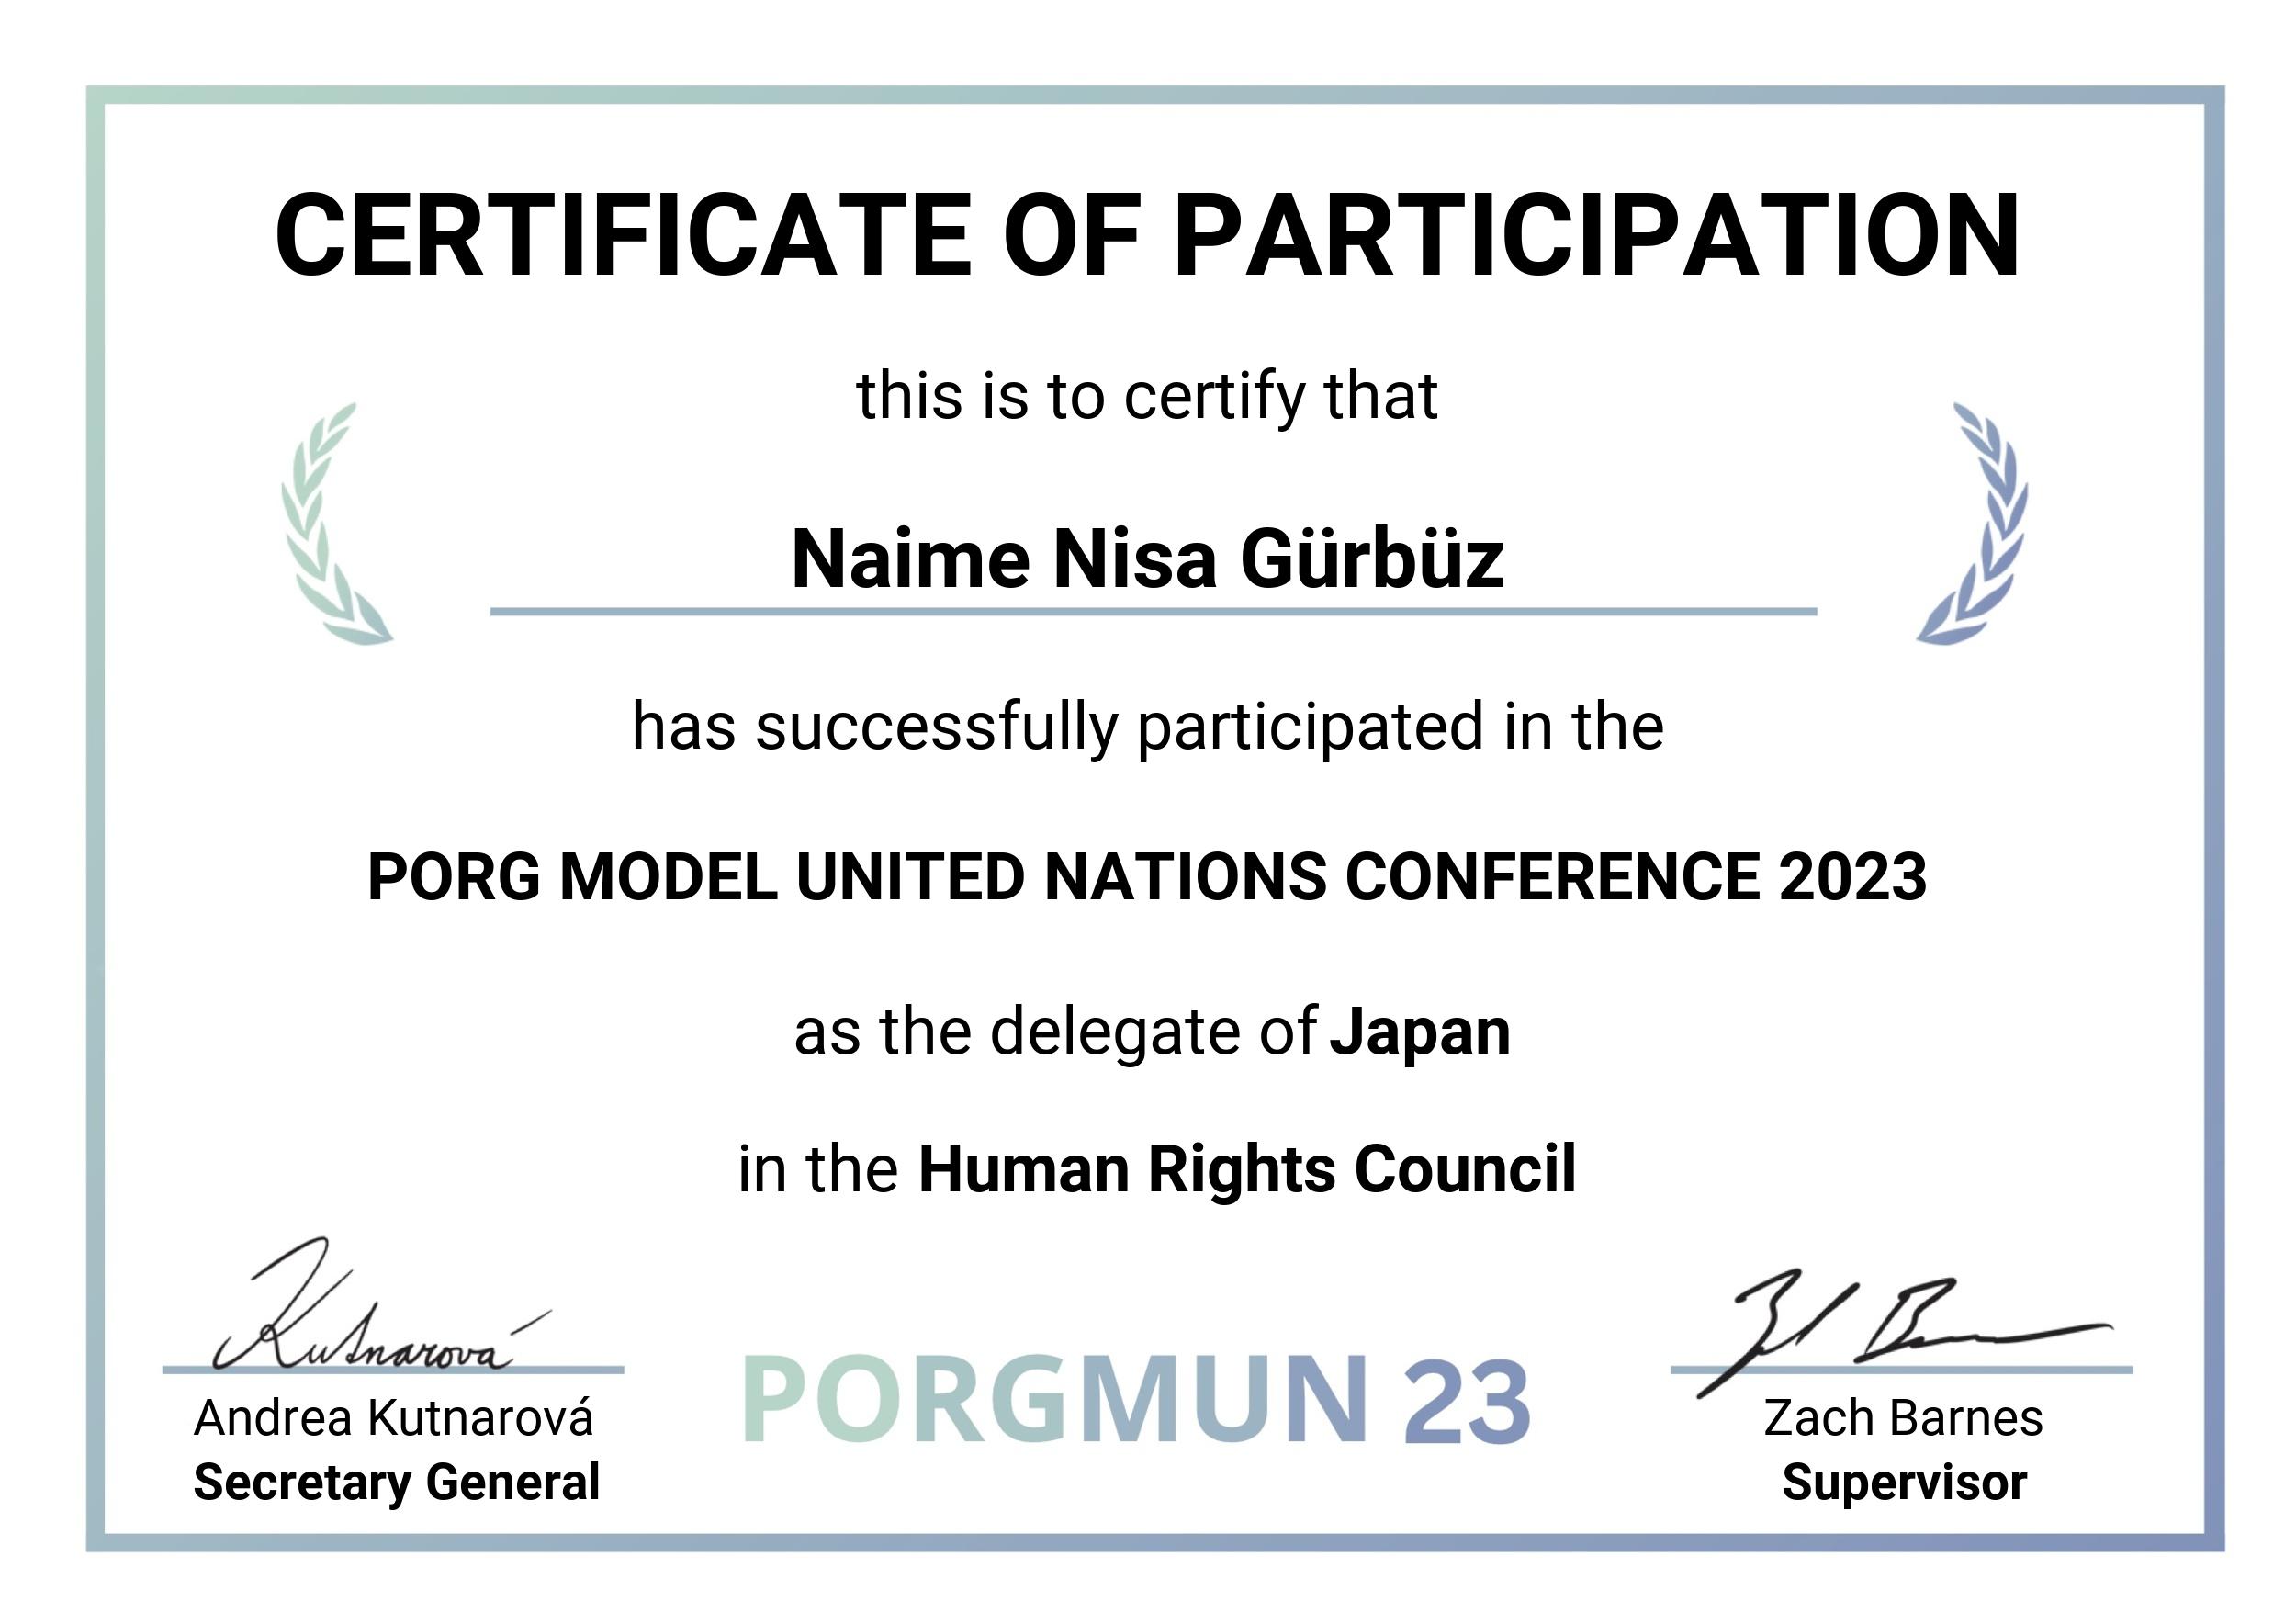 CERTIFICATE OF PARTICIPATION
this is to certify that
Naime Nisa Gürbüz
has successfully participated in the
PORG MODEL UNITED NATIONS CONFERENCE 2023
as the delegate of Japan
in the Human Rights Council
Kutnarová
Andrea Kutnarová
Secretary General
PORGMUN 23
Zach Barnes
Supervisor